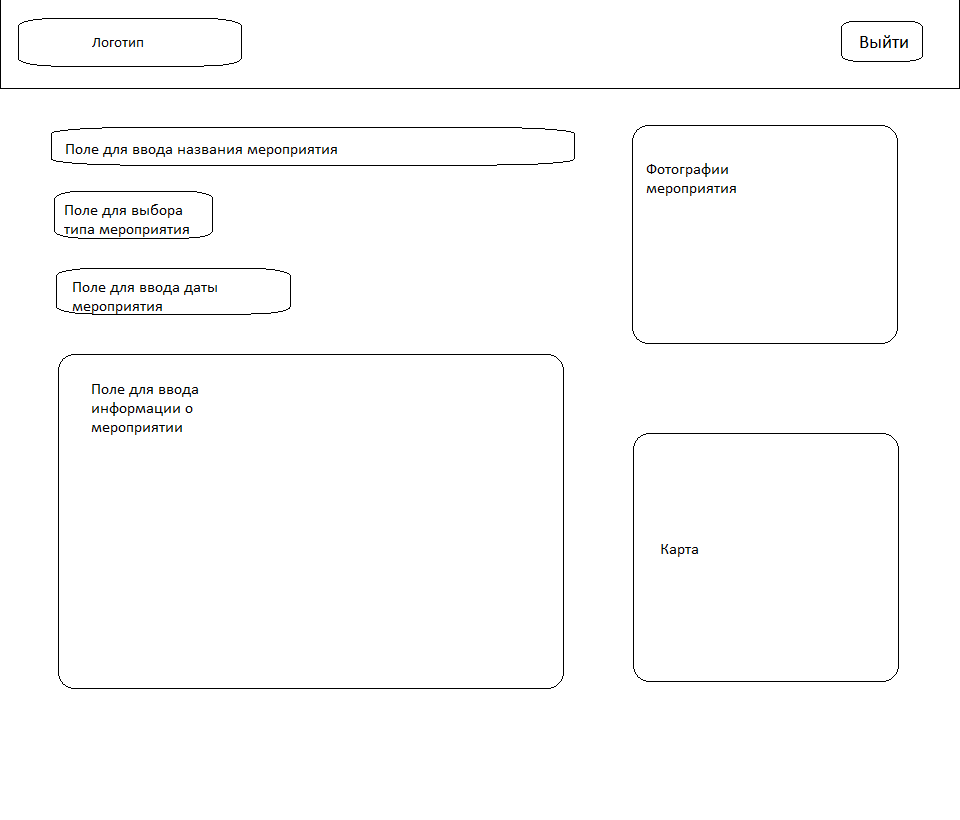 Логотип
Выйти
Поле для ввода названия мероприятия
Поле для выбора
типа мероприятия
Поле для ввода даты
мероприятия
Поле для ввода
информации о
мероприятии
Фотографии
мероприятия
Карта